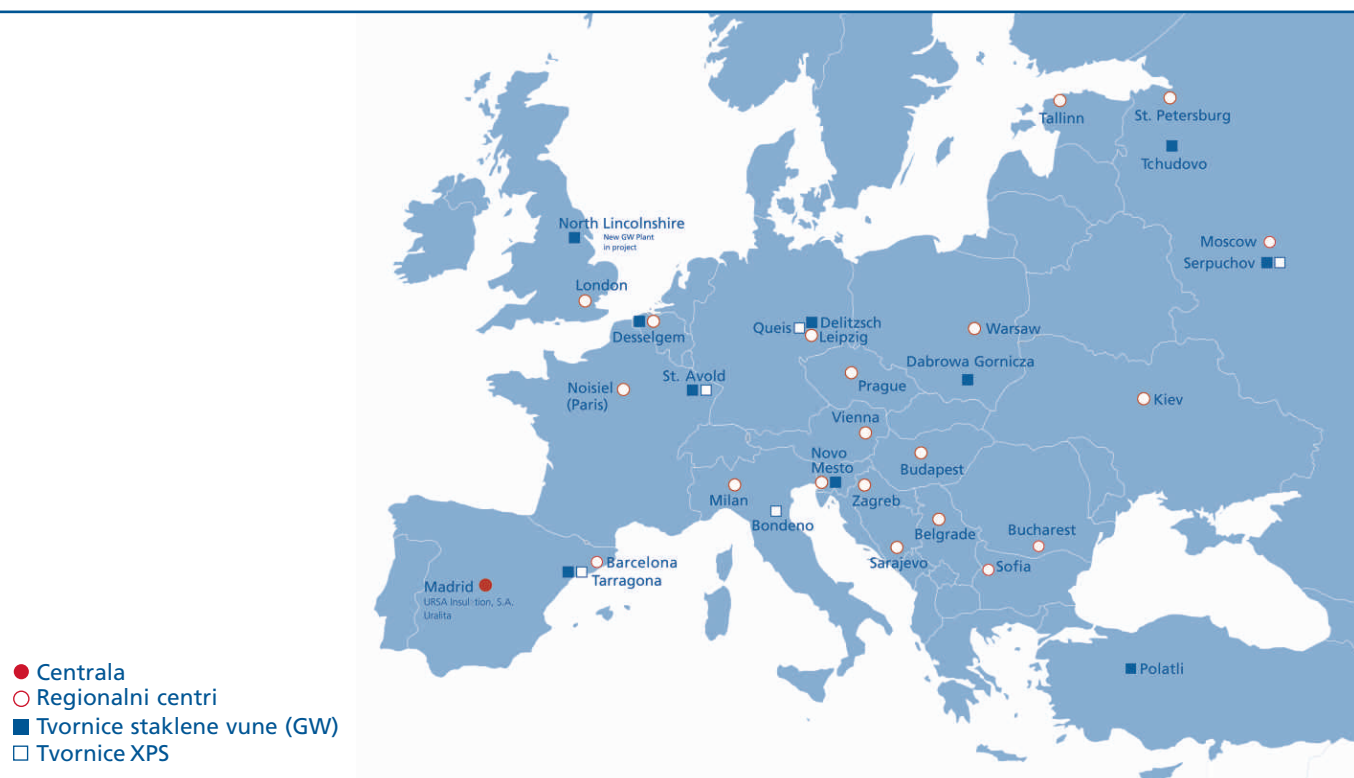 Tallinn
St. Petersburg
Tchudovo
North Lincolnshire
New GW Plant
in project
Moscow
Serpuchov
London
Desselgem
Queis
Delitzsch
Leipzig
Warsaw
Dabrowa Gornicza
St. Avold
Noisiel
(Paris)
Prague
Kiev
Vienna
Novo
Mesto
Budapest
Milan
Zagreb
Bondeno
Belgrade
Bucharest
Sarajevo
Sofia
Barcelona
Tarragona
Madrid
URSA Insul tion, S.A.
Uralita
Polatli
Centrala
Regionalni centri
Tvornice staklene vune (GW)
Tvornice XPS